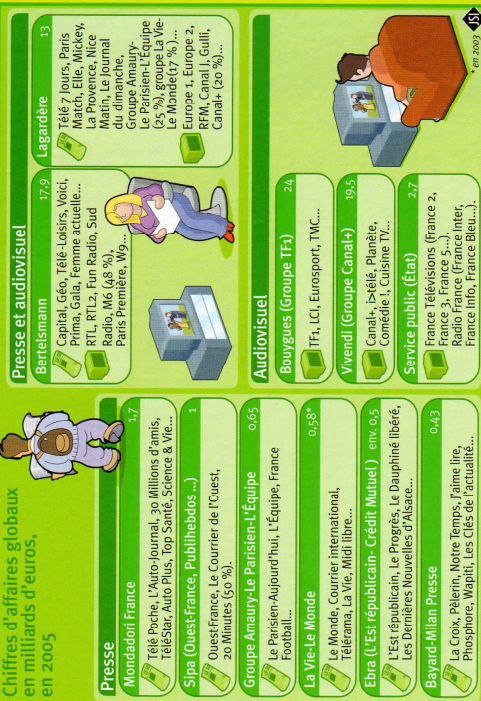 Chiffres d'affaires globaux
en milliards d'euros,
en 2005
Presse
Mondadori France 1,7
Télé Poche, L'Auto-Journal, 30 Millions d'amis,
TéléStar, Auto Plus, Top Santé, Science & Vie...
Sipa (Ouest-France, Publihebdos ...) 1
Ouest-France, Le Courrier de l'Ouest,
20 Minutes (50 %).
Groupe Amaury-Le Parisien-L'Équipe 0,65
Le Parisien-Aujourd'hui, L'Équipe, France
Football...
La Vie-Le Monde 0,58*
Le Monde, Courrier international,
Télérama, La Vie, Midi libre...
Ebra (L'Est républicain- Crédit Mutuel ) env. 0,5
L'Est républicain, Le Progrès, Le Dauphiné libéré,
Les Dernières Nouvelles d'Alsace...
Bayard-Milan Presse 0,43
La Croix, Pèlerin, Notre Temps, J'aime lire,
Phosphore, Wapiti, Les Clés de l'actualité...
Presse et audiovisuel
Bertelsmann 17,9
Capital, Géo, Télé-Loisirs, Voici,
Prima, Gala, Femme actuelle...
RTL, RTL2, Fun Radio, Sud
Radio, M6 (48 %),
Paris Première, W9...
Lagardère 13
Télé 7 Jours, Paris
Match, Elle, Mickey,
La Provence, Nice
Matin, Le Journal
du dimanche,
Groupe Amaury-
Le Parisien-L'Équipe
(25 %), groupe La Vie-
Le Monde(17 % )...
Europe 1, Europe 2,
RFM, Canal J, Gulli,
Canal+ (20 %)...
Audiovisuel
Bouygues (Groupe TF1) 24
TF1, LCI, Eurosport, TMC...
Vivendi (Groupe Canal+) 19,5
Canal+, i>télé, Planète,
Comédie !, Cuisine TV...
Service public (État) 2,7
France Télévisions (France 2,
France 3, France 5...).
Radio France (France Inter,
France Info, France Bleu...).
* en 2003
JSI